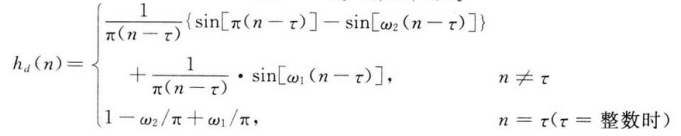 h_d(n) = { 1/(π(n−τ)) {sin[π(n−τ)]−sin[ω₂(n−τ)]}
+ 1/(π(n−τ)) · sin[ω₁(n−τ)], n ≠ τ
1−ω₂/π+ω₁/π, n = τ(τ = 整数时)